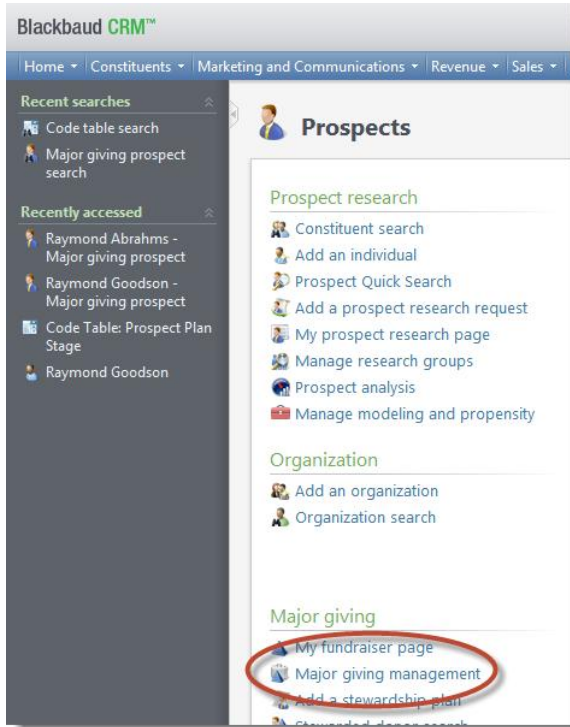 Blackbaud CRM™
Home Constituents Marketing and Communications Revenue Sales
Recent searches
Code table search
Major giving prospect
search
Recently accessed
Raymond Abrahms -
Major giving prospect
Raymond Goodson -
Major giving prospect
Code Table: Prospect Plan
Stage
Raymond Goodson
Prospects
Prospect research
Constituent search
Add an individual
Prospect Quick Search
Add a prospect research request
My prospect research page
Manage research groups
Prospect analysis
Manage modeling and propensity
Organization
Add an organization
Organization search
Major giving
My fundraiser page
Major giving management
Add a stewardship plan
Stewarded donor search